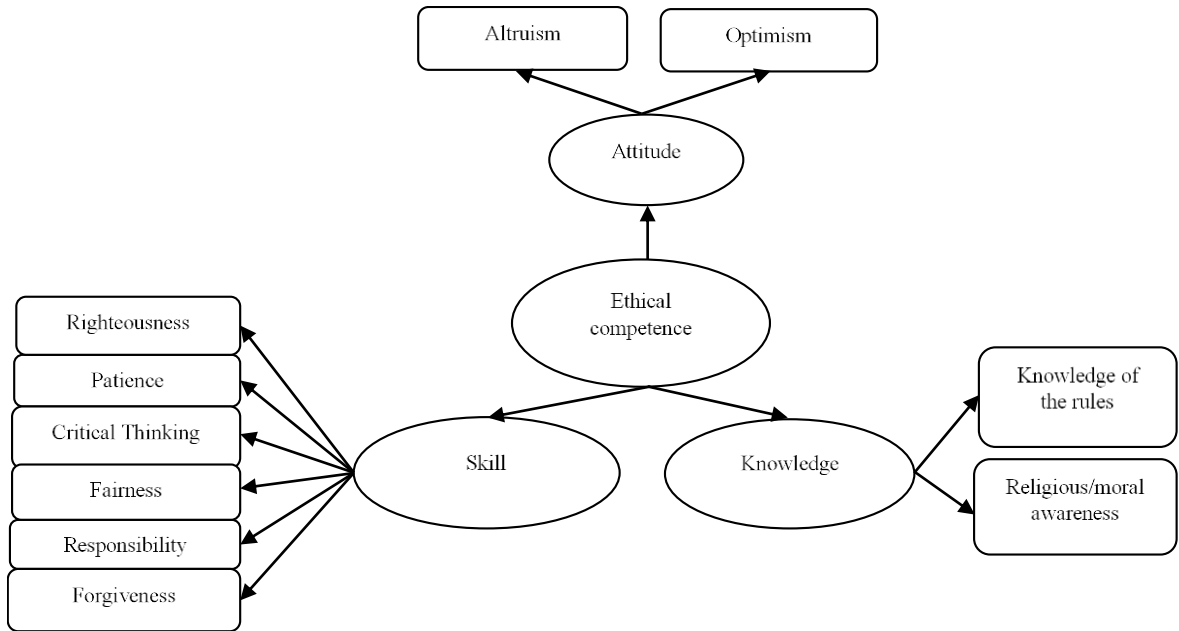 Altruism
Optimism
Attitude
Ethical
competence
Righteousness
Patience
Critical Thinking
Fairness
Responsibility
Forgiveness
Skill
Knowledge
Knowledge of
the rules
Religious/moral
awareness